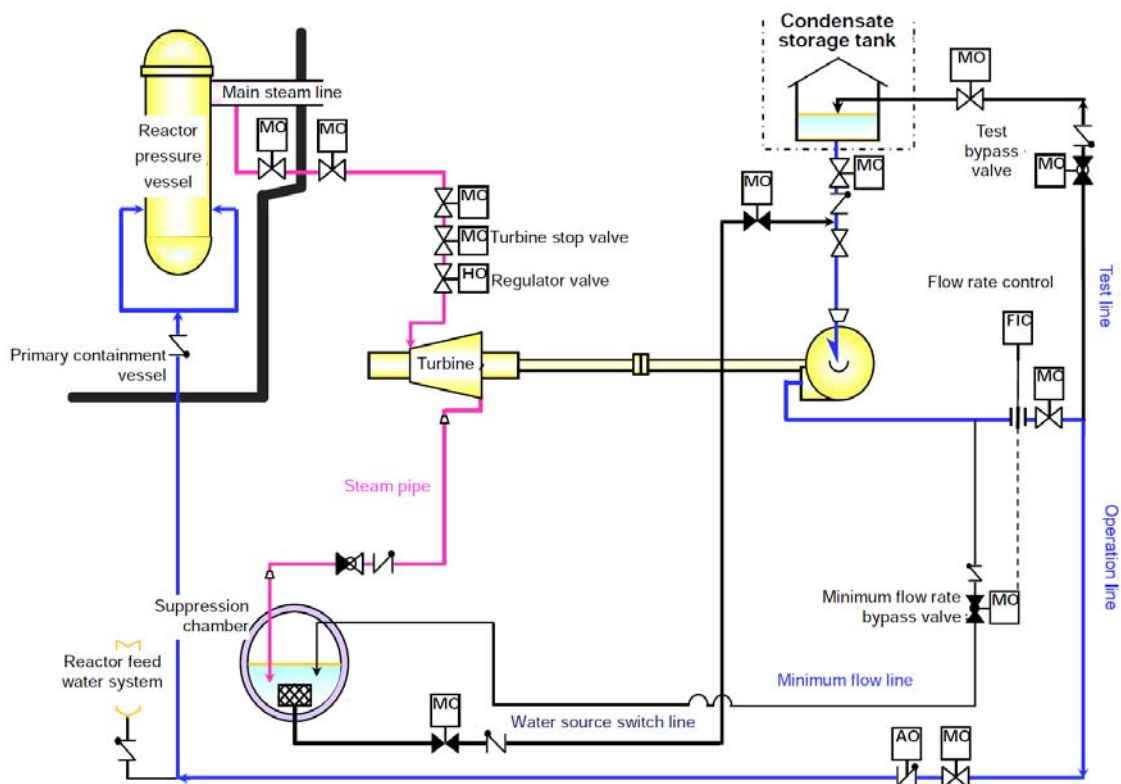 Condensate
storage tank
MO
Main steam line
MO
MO
Reactor
pressure
vessel
Test
bypass
valve
MO
MO
MO
MO
MO
Turbine stop valve
HO
Regulator valve
Flow rate control
Test line
FIC
Primary containment
vessel
Turbine
MO
Steam pipe
Operation line
Suppression
chamber
Minimum flow rate
bypass valve
MO
Reactor feed
water system
Minimum flow line
MO
Water source switch line
AO
MO